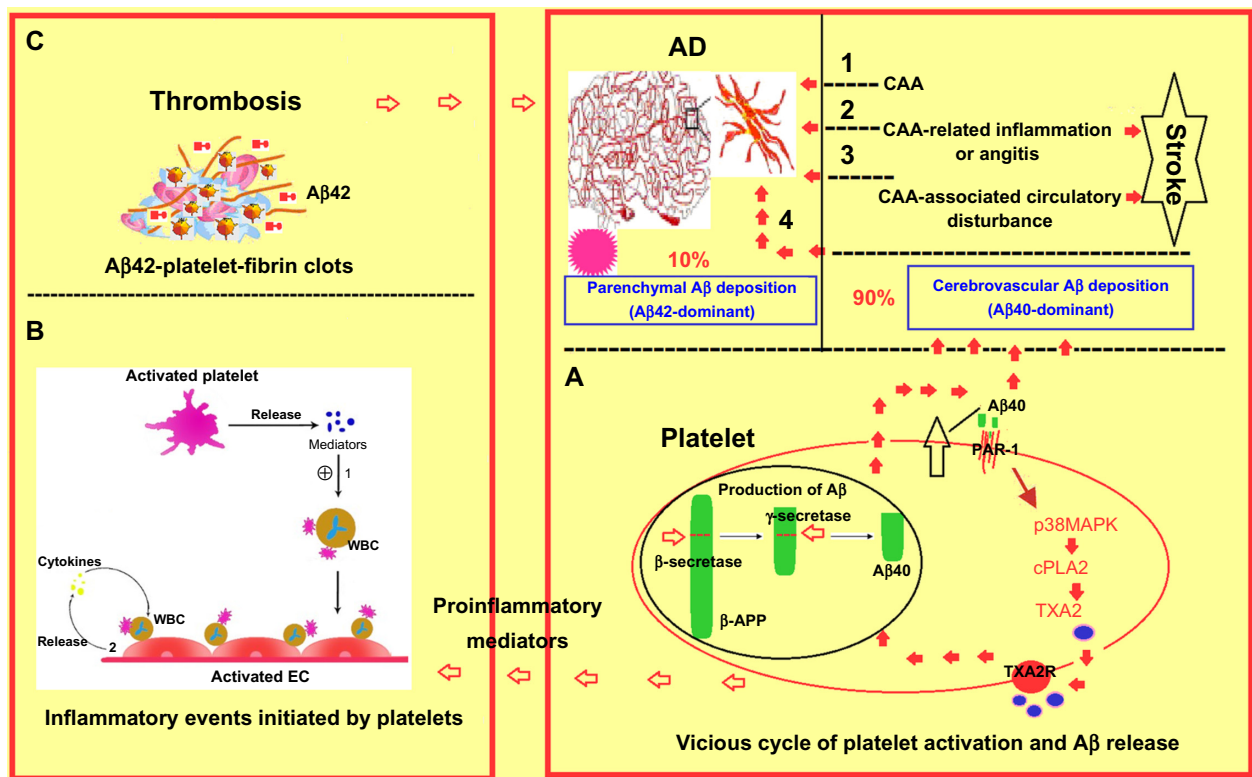 C
Thrombosis
Aβ42
Aβ42-platelet-fibrin clots
B
Activated platelet
Release
Mediators
⊕ 1
WBC
Cytokines
WBC
Release
2
Activated EC
Inflammatory events initiated by platelets
Proinflammatory
mediators
AD
1
CAA
2
CAA-related inflammation
or angitis
3
CAA-associated circulatory
disturbance
Stroke
4
10%
Parenchymal Aβ deposition
(Aβ42-dominant)
90%
Cerebrovascular Aβ deposition
(Aβ40-dominant)
A
Platelet
Aβ40
PAR-1
Production of Aβ
γ-secretase
β-secretase
Aβ40
β-APP
p38MAPK
cPLA2
TXA2
TXA2R
Vicious cycle of platelet activation and Aβ release